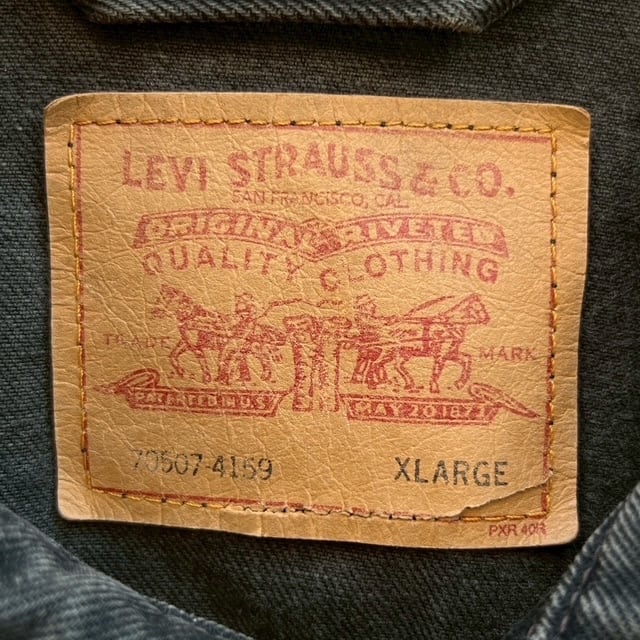 LEVI STRAUSS & CO.
SAN FRANCISCO, CAL.
ORIGINAL RIVETED
QUALITY CLOTHING
TRADE MARK
PATENTED IN U.S. MAY 20 1873
70507-4159 XLARGE
PXR 40R